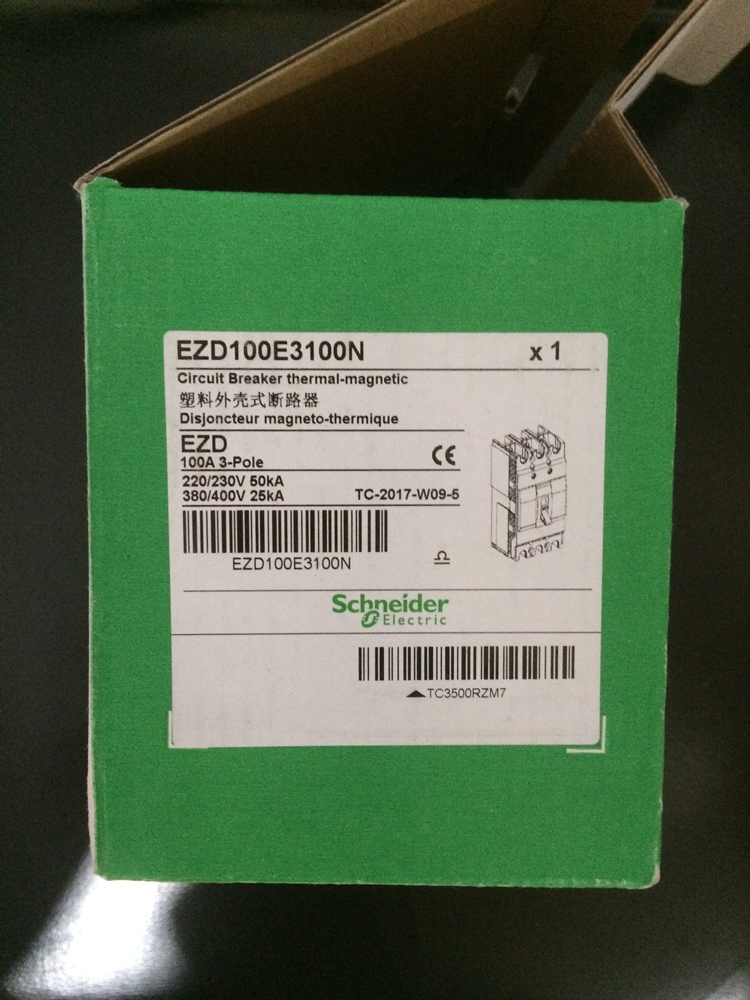 EZD100E3100N x 1
Circuit Breaker thermal-magnetic
塑料外壳式断路器
Disjoncteur magneto-thermique
EZD
100A 3-Pole
CE
220/230V 50kA
380/400V 25kA TC-2017-W09-5
EZD100E3100N
Schneider
Electric
TC3500RZM7